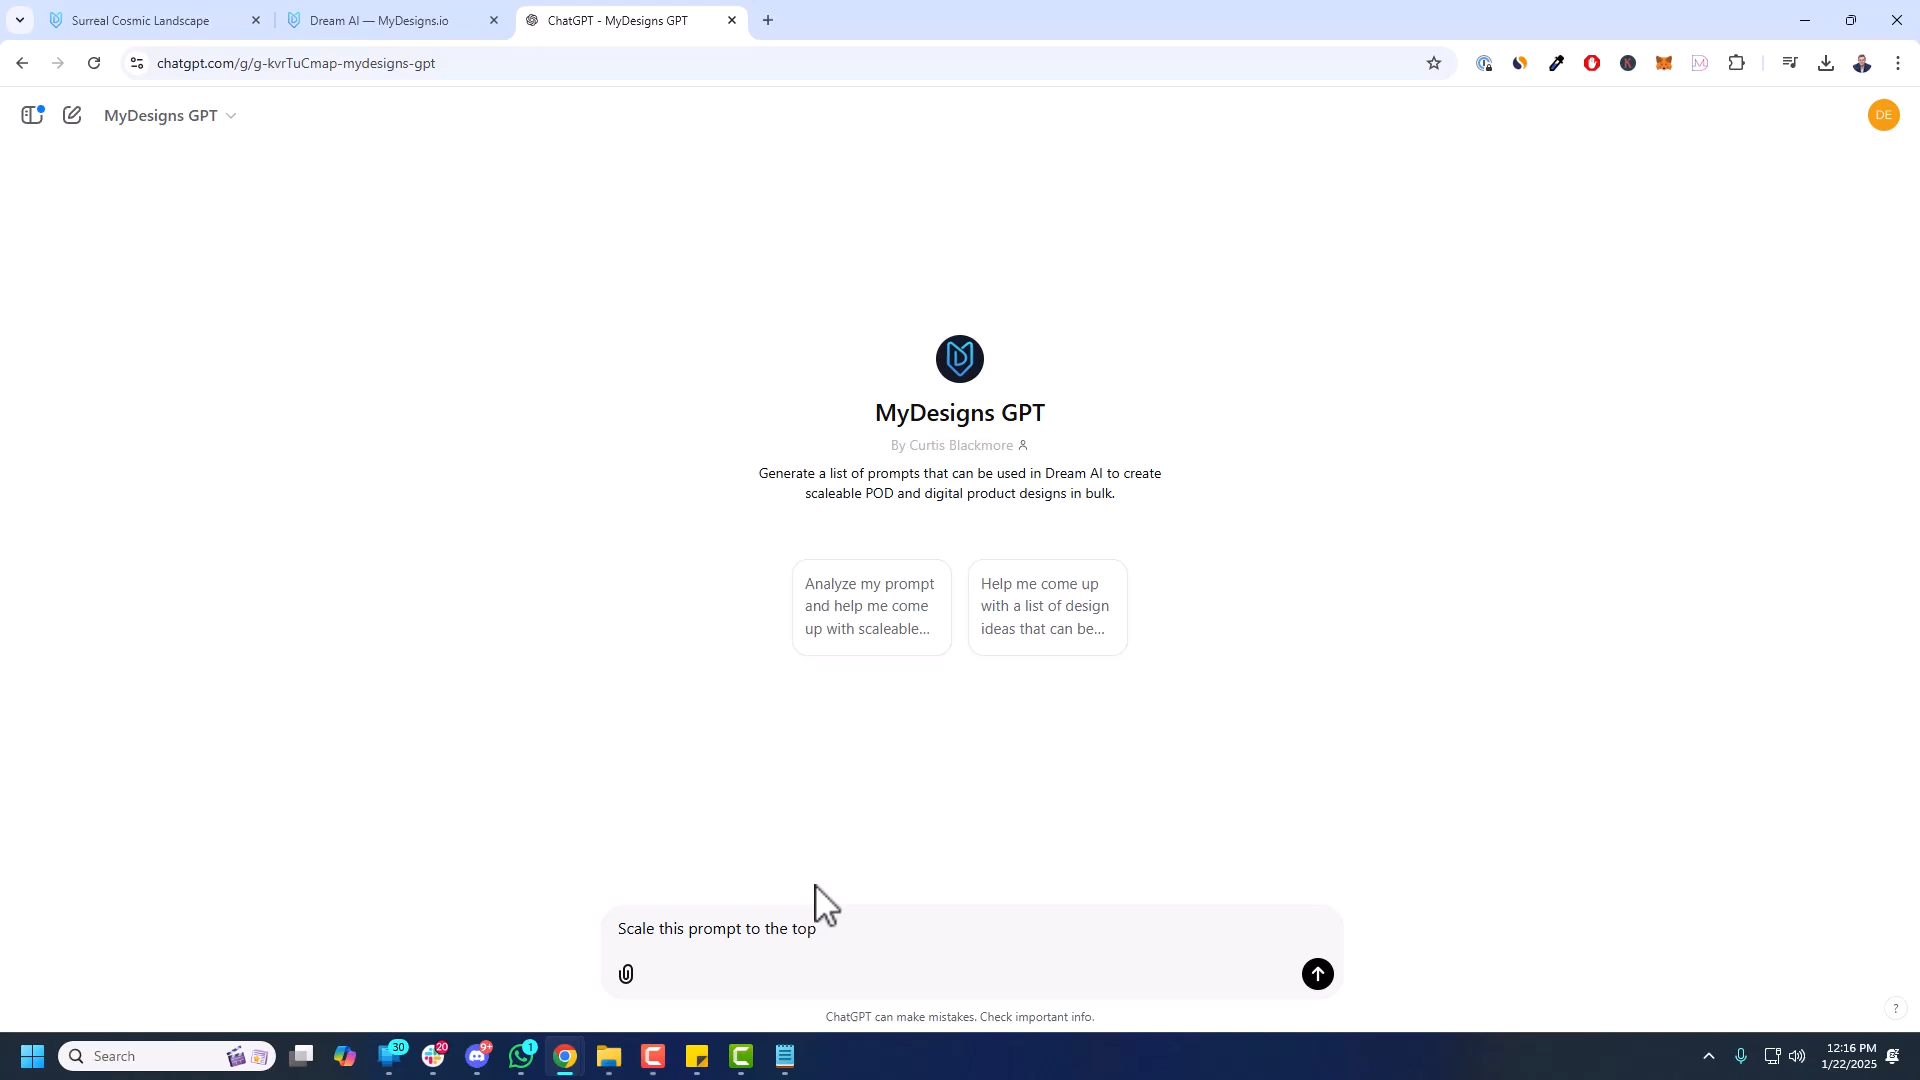 Surreal Cosmic Landscape
Dream AI — MyDesigns.io
ChatGPT - MyDesigns GPT
chatgpt.com/g/g-kvrTuCmap-mydesigns-gpt
MyDesigns GPT
DE
MyDesigns GPT
By Curtis Blackmore
Generate a list of prompts that can be used in Dream AI to create
scaleable POD and digital product designs in bulk.
Analyze my prompt
and help me come
up with scaleable...
Help me come up
with a list of design
ideas that can be...
Scale this prompt to the top
ChatGPT can make mistakes. Check important info.
?
Search
30
20
9+
1
12:16 PM
1/22/2025